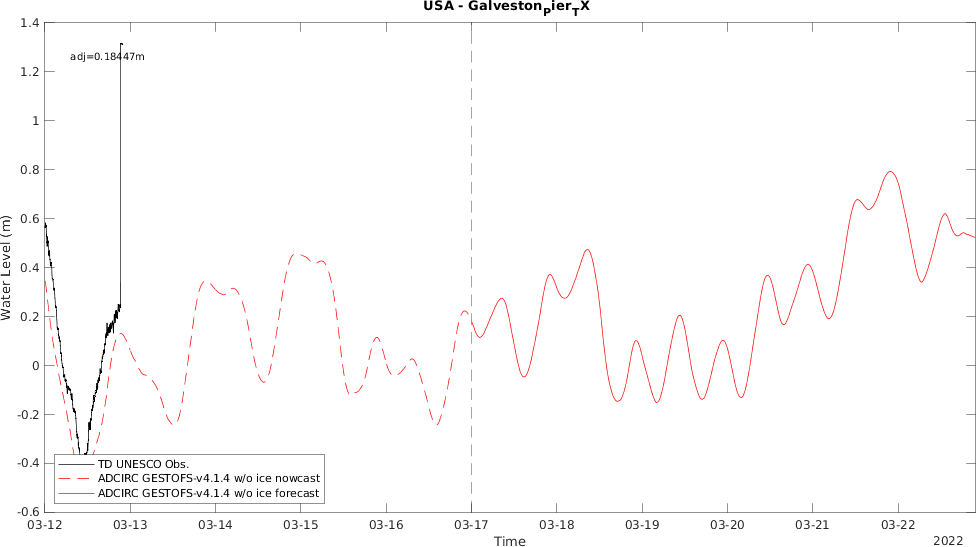 USA - Galveston_Pier_TX
1.4
adj=0.18447m
1.2
1
0.8
0.6
0.4
0.2
0
-0.2
-0.4
-0.6
Water Level (m)
TD UNESCO Obs.
ADCIRC GESTOFS-v4.1.4 w/o ice nowcast
ADCIRC GESTOFS-v4.1.4 w/o ice forecast
03-12 03-13 03-14 03-15 03-16 03-17 03-18 03-19 03-20 03-21 03-22
Time
2022